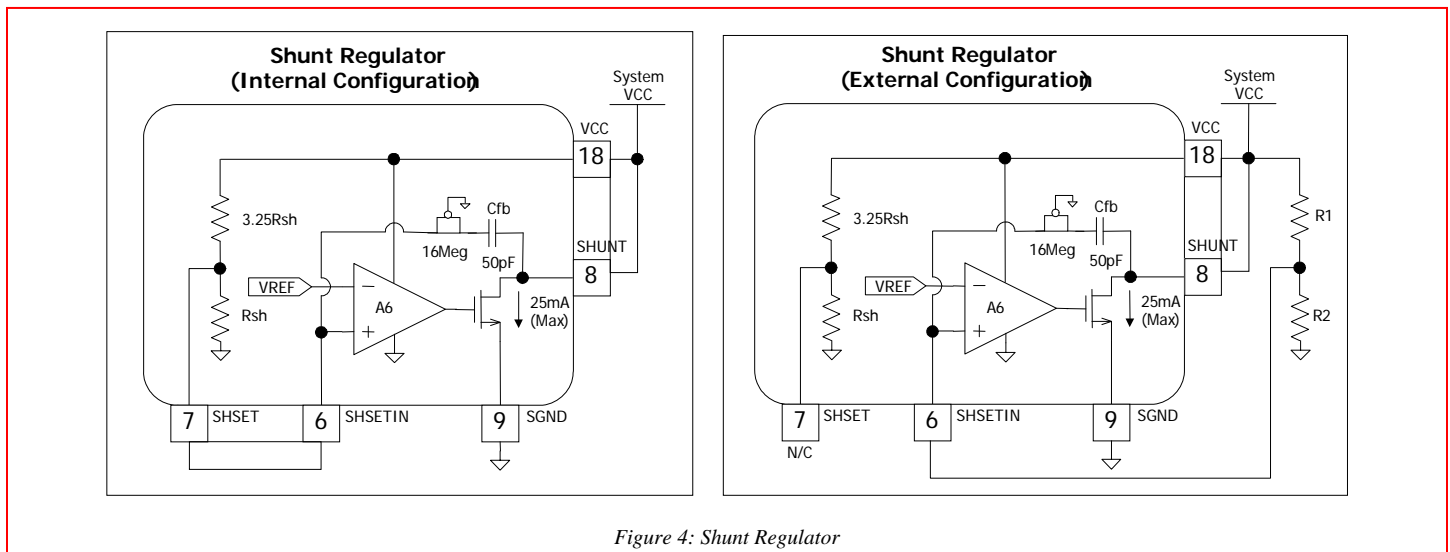 Shunt Regulator
(Internal Configuration)
System
VCC
VCC
18
3.25Rsh
Cfb
16Meg
50pF
SHUNT
8
VREF
A6
Rsh
25mA
(Max)
7
SHSET
6
SHSETIN
9
SGND
Shunt Regulator
(External Configuration)
System
VCC
VCC
18
3.25Rsh
R1
Cfb
16Meg
50pF
SHUNT
8
VREF
A6
Rsh
25mA
(Max)
R2
7
SHSET
6
SHSETIN
9
SGND
N/C
Figure 4: Shunt Regulator